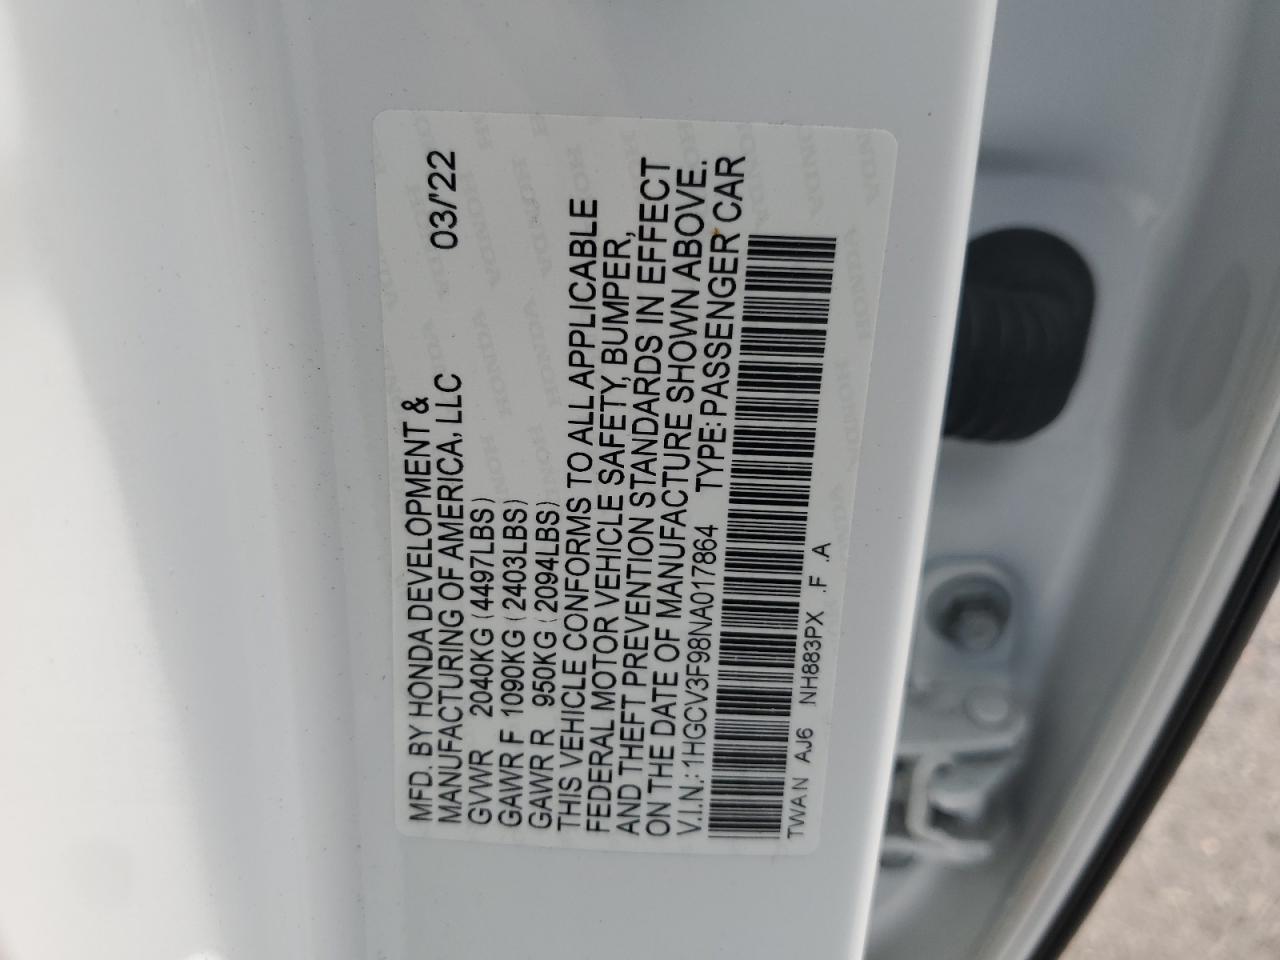 MFD. BY HONDA DEVELOPMENT & 03/'22
MANUFACTURING OF AMERICA, LLC
GVWR 2040KG (4497LBS)
GAWR F 1090KG (2403LBS)
GAWR R 950KG (2094LBS)
THIS VEHICLE CONFORMS TO ALL APPLICABLE
FEDERAL MOTOR VEHICLE SAFETY, BUMPER,
AND THEFT PREVENTION STANDARDS IN EFFECT
ON THE DATE OF MANUFACTURE SHOWN ABOVE.
V.I.N.: 1HGCV3F98NA017864 TYPE: PASSENGER CAR
TWAN AJ6 NH883PX .F .A